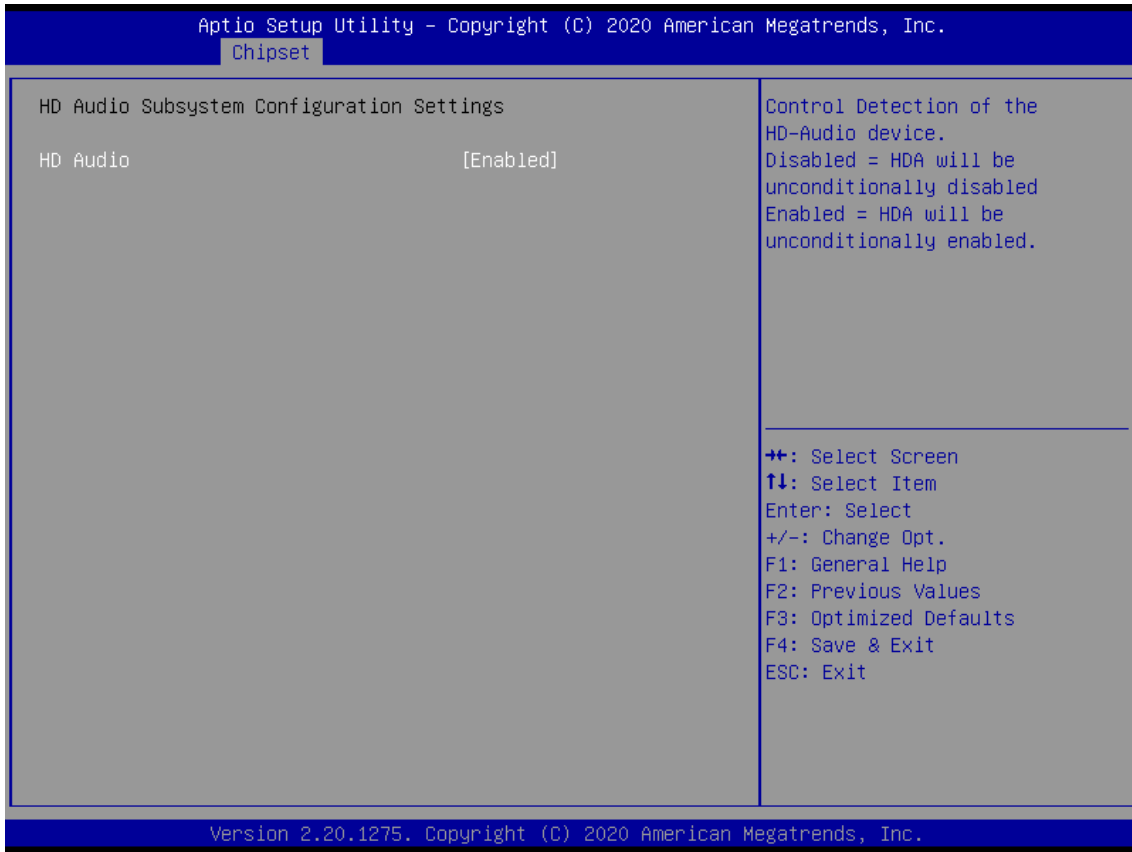 Aptio Setup Utility – Copyright (C) 2020 American Megatrends, Inc.
Chipset
HD Audio Subsystem Configuration Settings
HD Audio [Enabled]
Control Detection of the
HD-Audio device.
Disabled = HDA will be
unconditionally disabled
Enabled = HDA will be
unconditionally enabled.
→←: Select Screen
↑↓: Select Item
Enter: Select
+/-: Change Opt.
F1: General Help
F2: Previous Values
F3: Optimized Defaults
F4: Save & Exit
ESC: Exit
Version 2.20.1275. Copyright (C) 2020 American Megatrends, Inc.